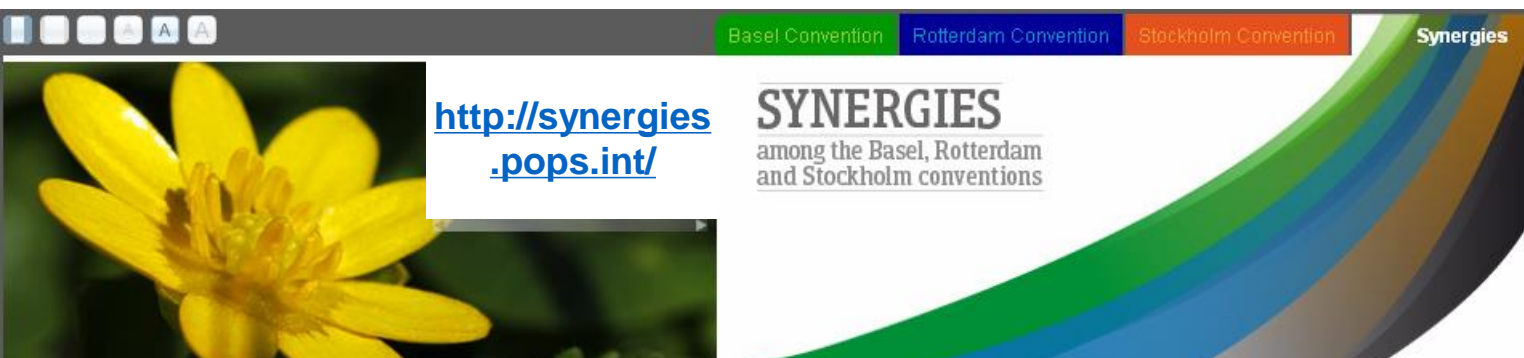 A A A
Basel Convention Rotterdam Convention Stockholm Convention Synergies
http://synergies
.pops.int/
SYNERGIES
among the Basel, Rotterdam
and Stockholm conventions